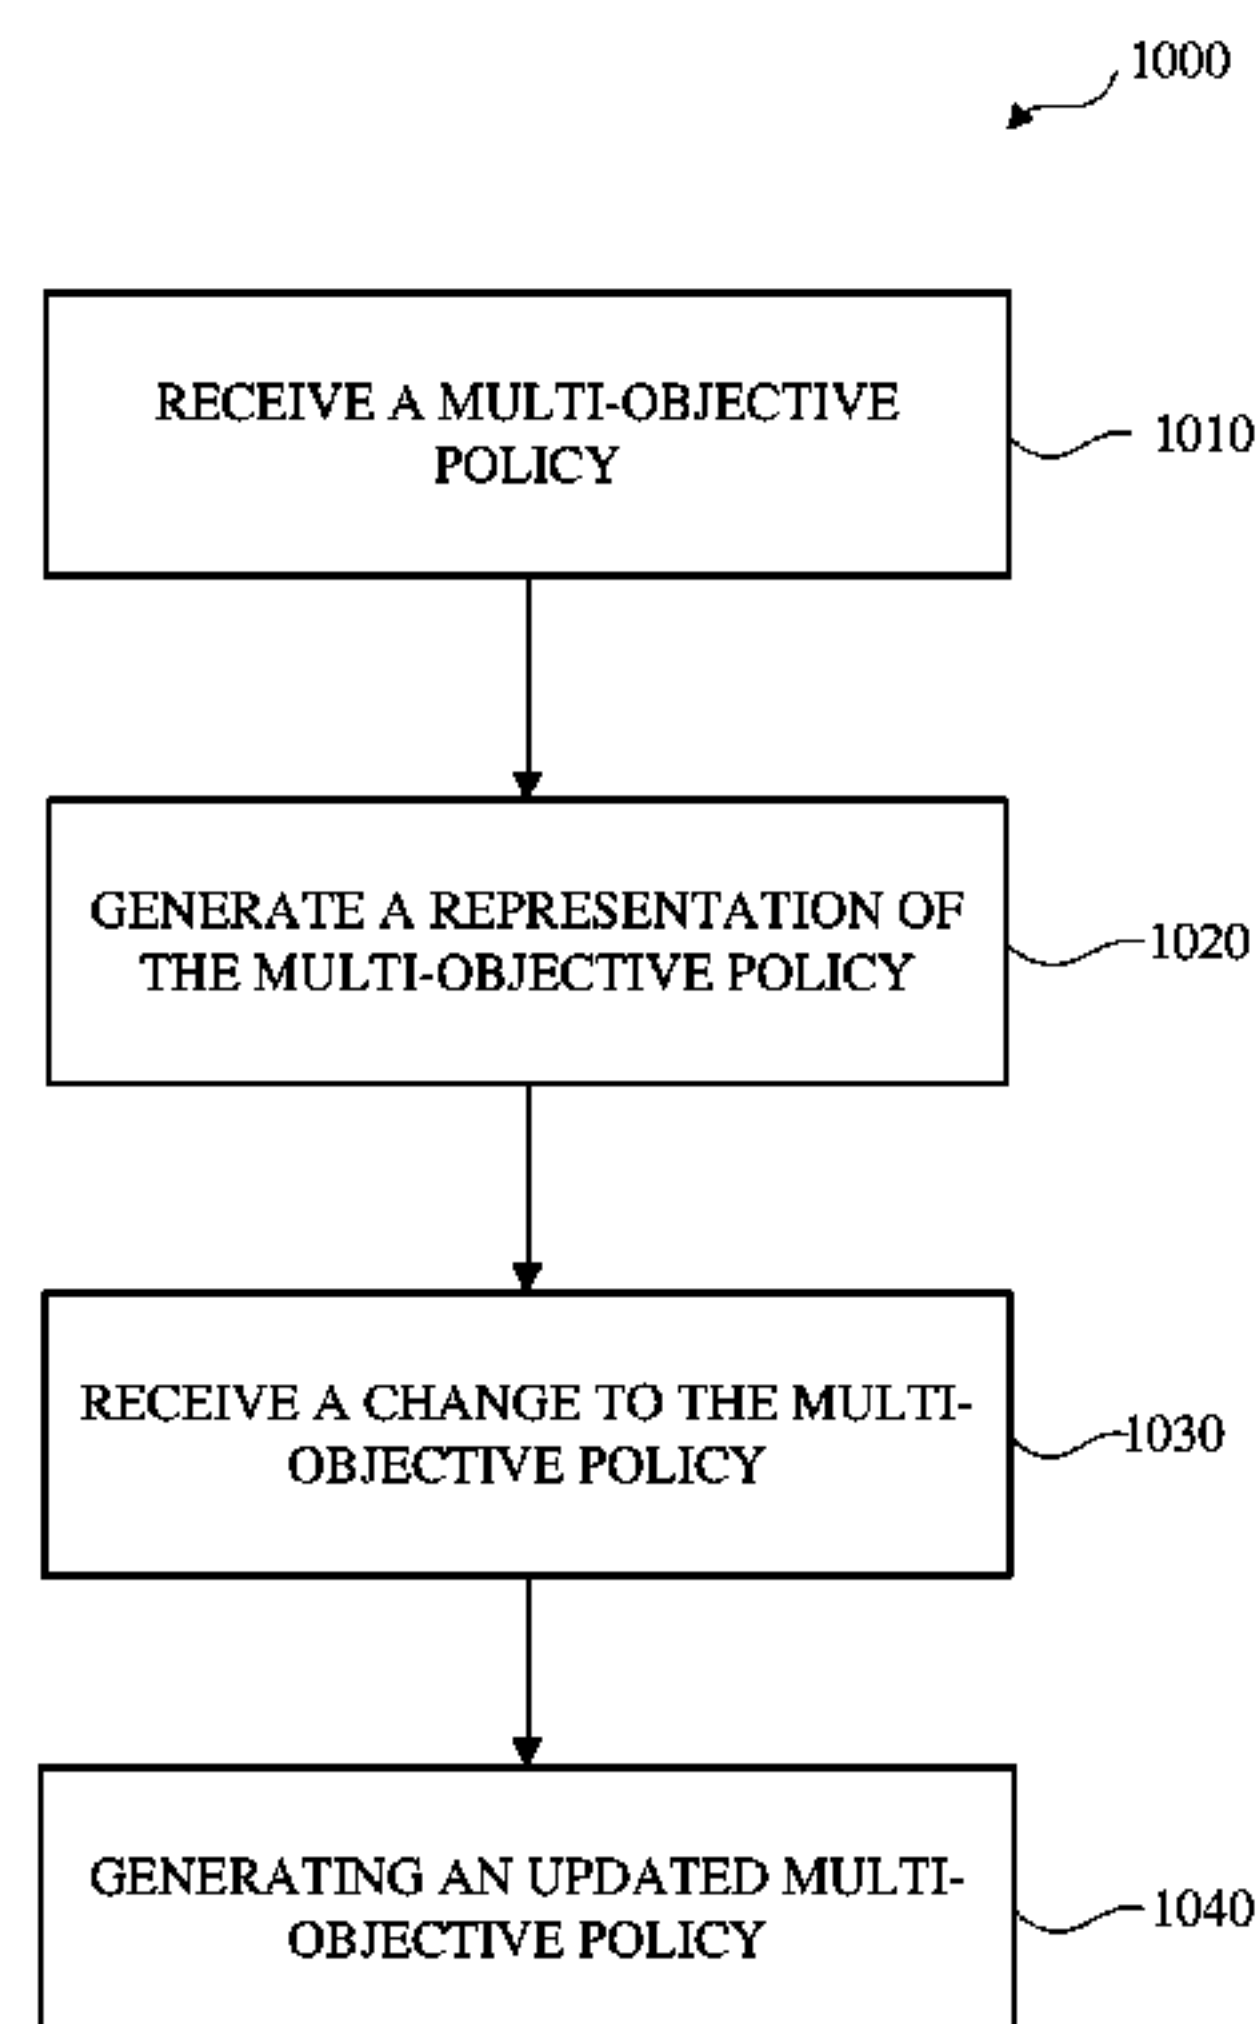 1000
RECEIVE A MULTI-OBJECTIVE
POLICY
1010
GENERATE A REPRESENTATION OF
THE MULTI-OBJECTIVE POLICY
1020
RECEIVE A CHANGE TO THE MULTI-
OBJECTIVE POLICY
1030
GENERATING AN UPDATED MULTI-
OBJECTIVE POLICY
1040